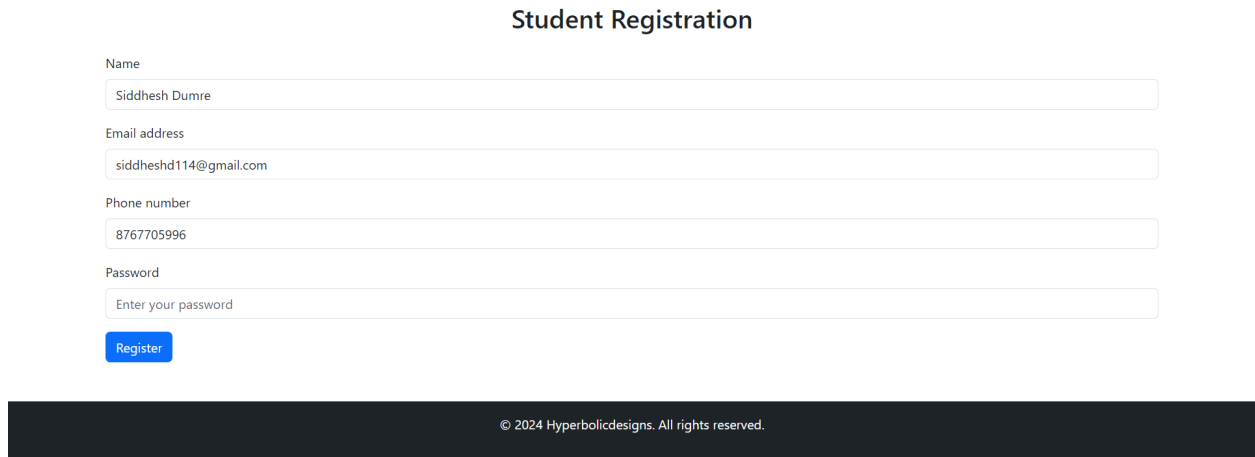 Student Registration
Name
Siddhesh Dumre
Email address
siddheshd114@gmail.com
Phone number
8767705996
Password
Enter your password
Register
© 2024 Hyperbolicdesigns. All rights reserved.